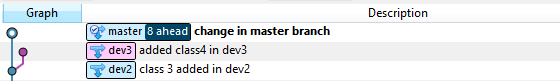 Graph Description
master 8 ahead change in master branch
dev3 added class4 in dev3
dev2 class 3 added in dev2